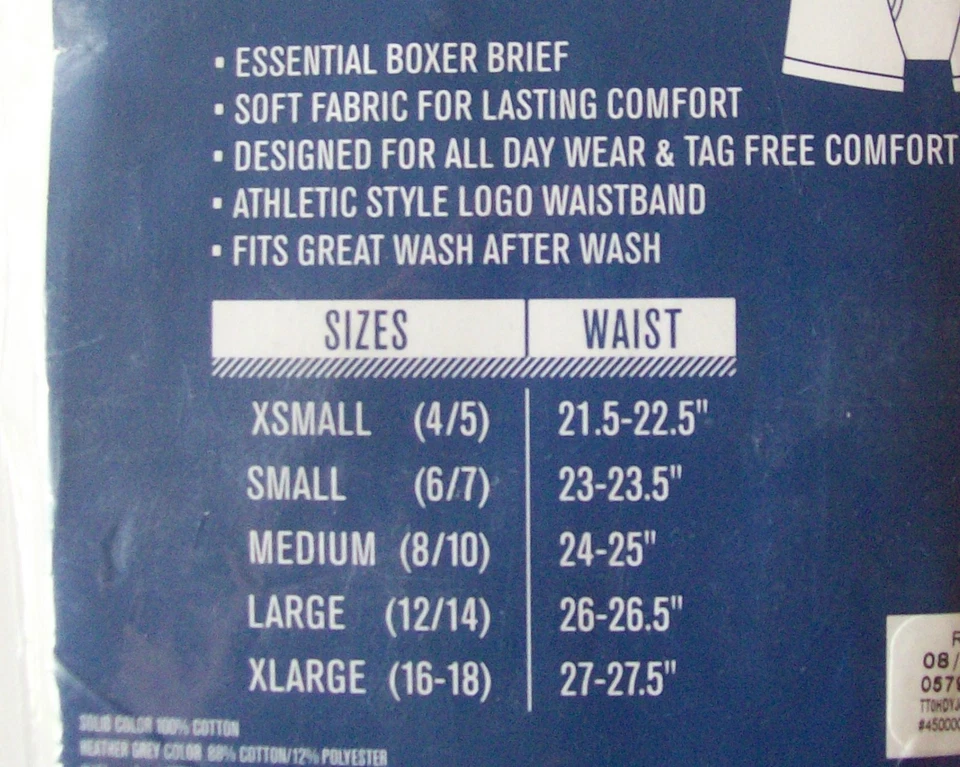 ▪ ESSENTIAL BOXER BRIEF
▪ SOFT FABRIC FOR LASTING COMFORT
▪ DESIGNED FOR ALL DAY WEAR & TAG FREE COMFORT
▪ ATHLETIC STYLE LOGO WAISTBAND
▪ FITS GREAT WASH AFTER WASH
SIZES WAIST
XSMALL (4/5) 21.5-22.5"
SMALL (6/7) 23-23.5"
MEDIUM (8/10) 24-25"
LARGE (12/14) 26-26.5"
XLARGE (16-18) 27-27.5"
08/
0579
SOLID COLOR 100% COTTON
HEATHER GREY COLOR 88% COTTON/12% POLYESTER